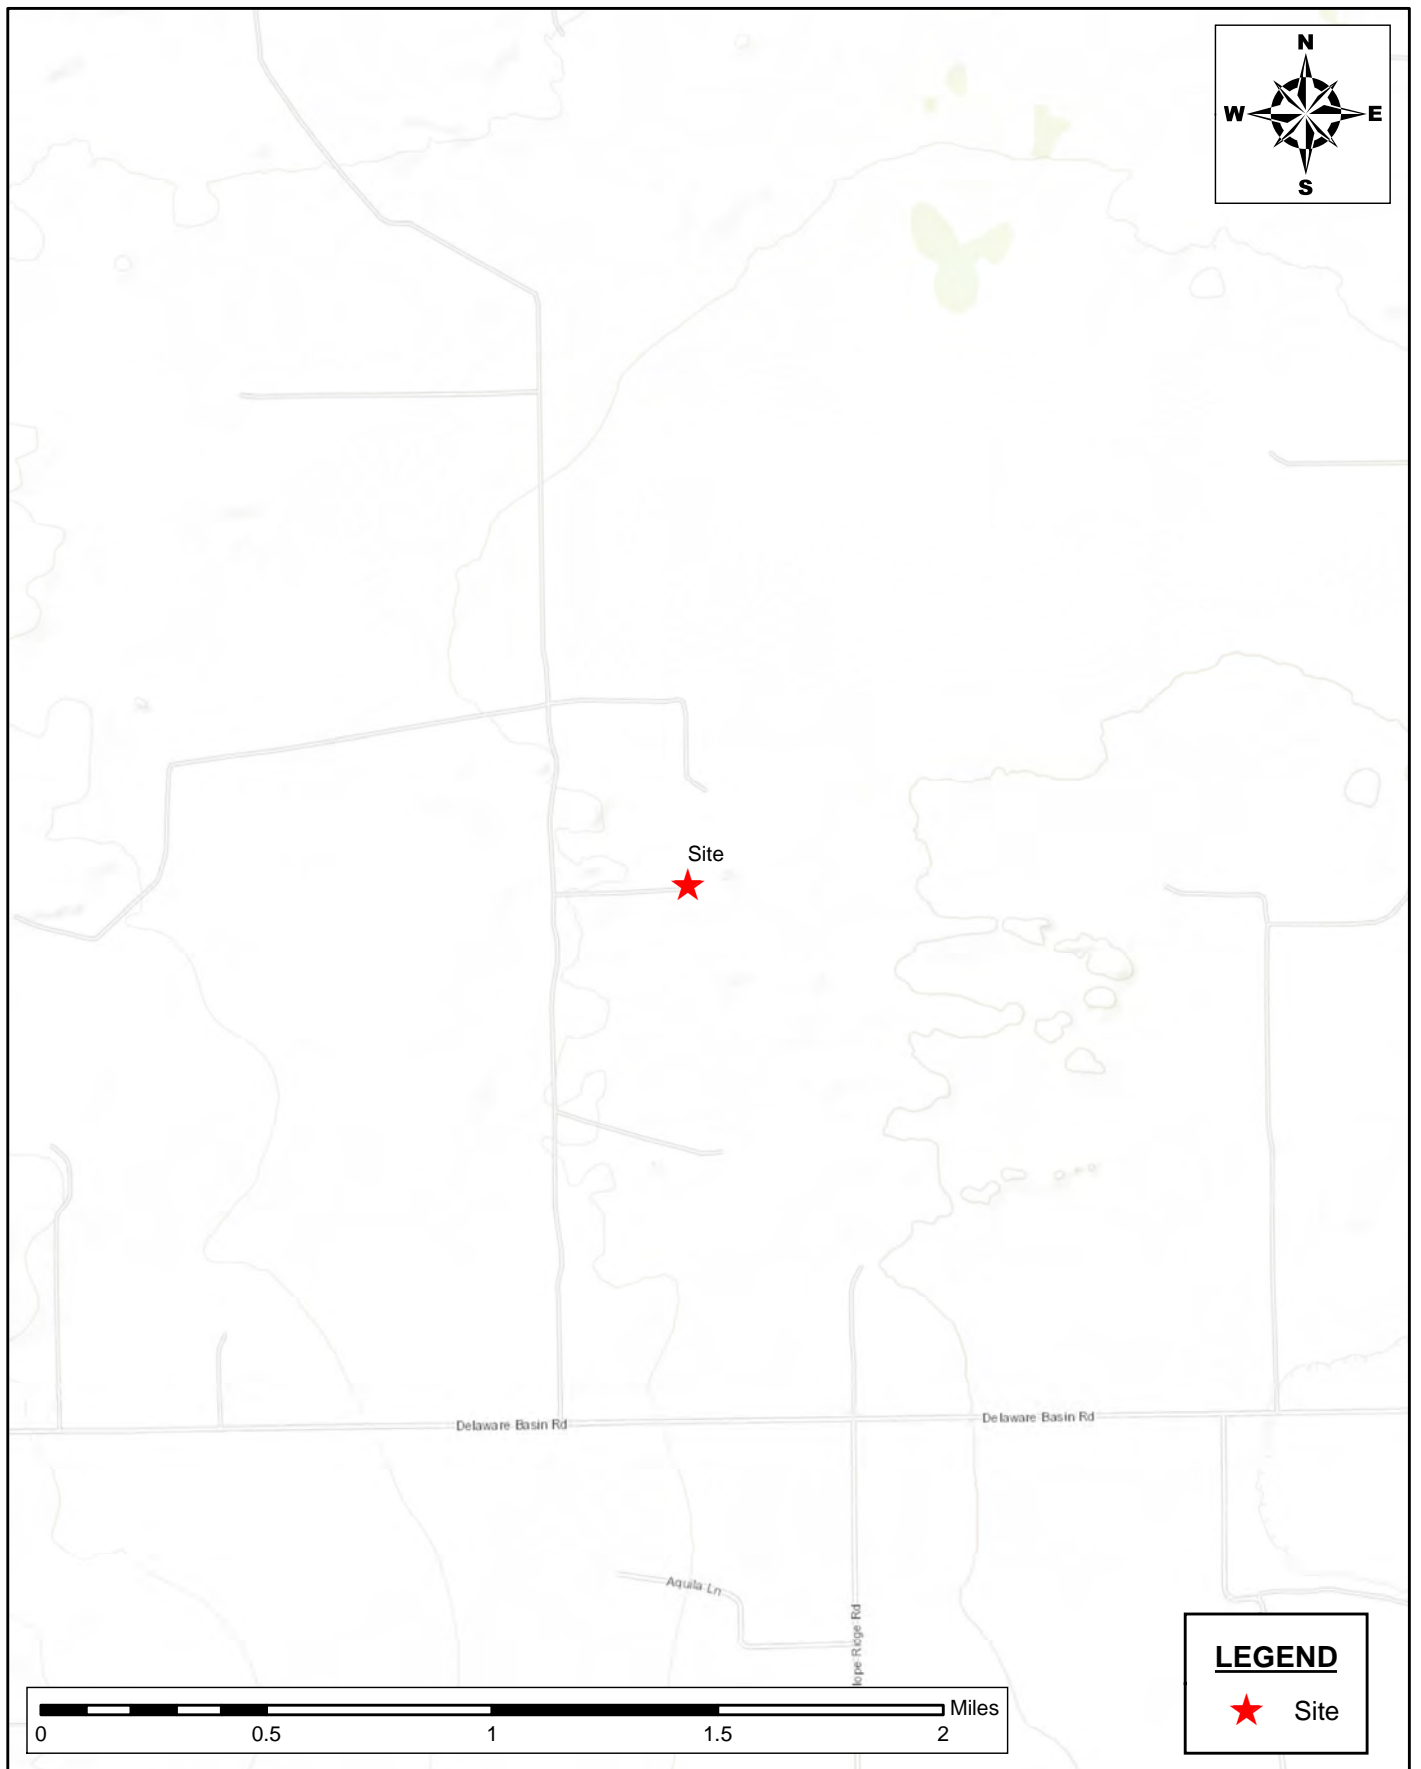 N
W E
S
Site
Delaware Basin Rd
Delaware Basin Rd
Aquila Ln
lope Ridge Rd
LEGEND
Site
Miles
0 0.5 1 1.5 2